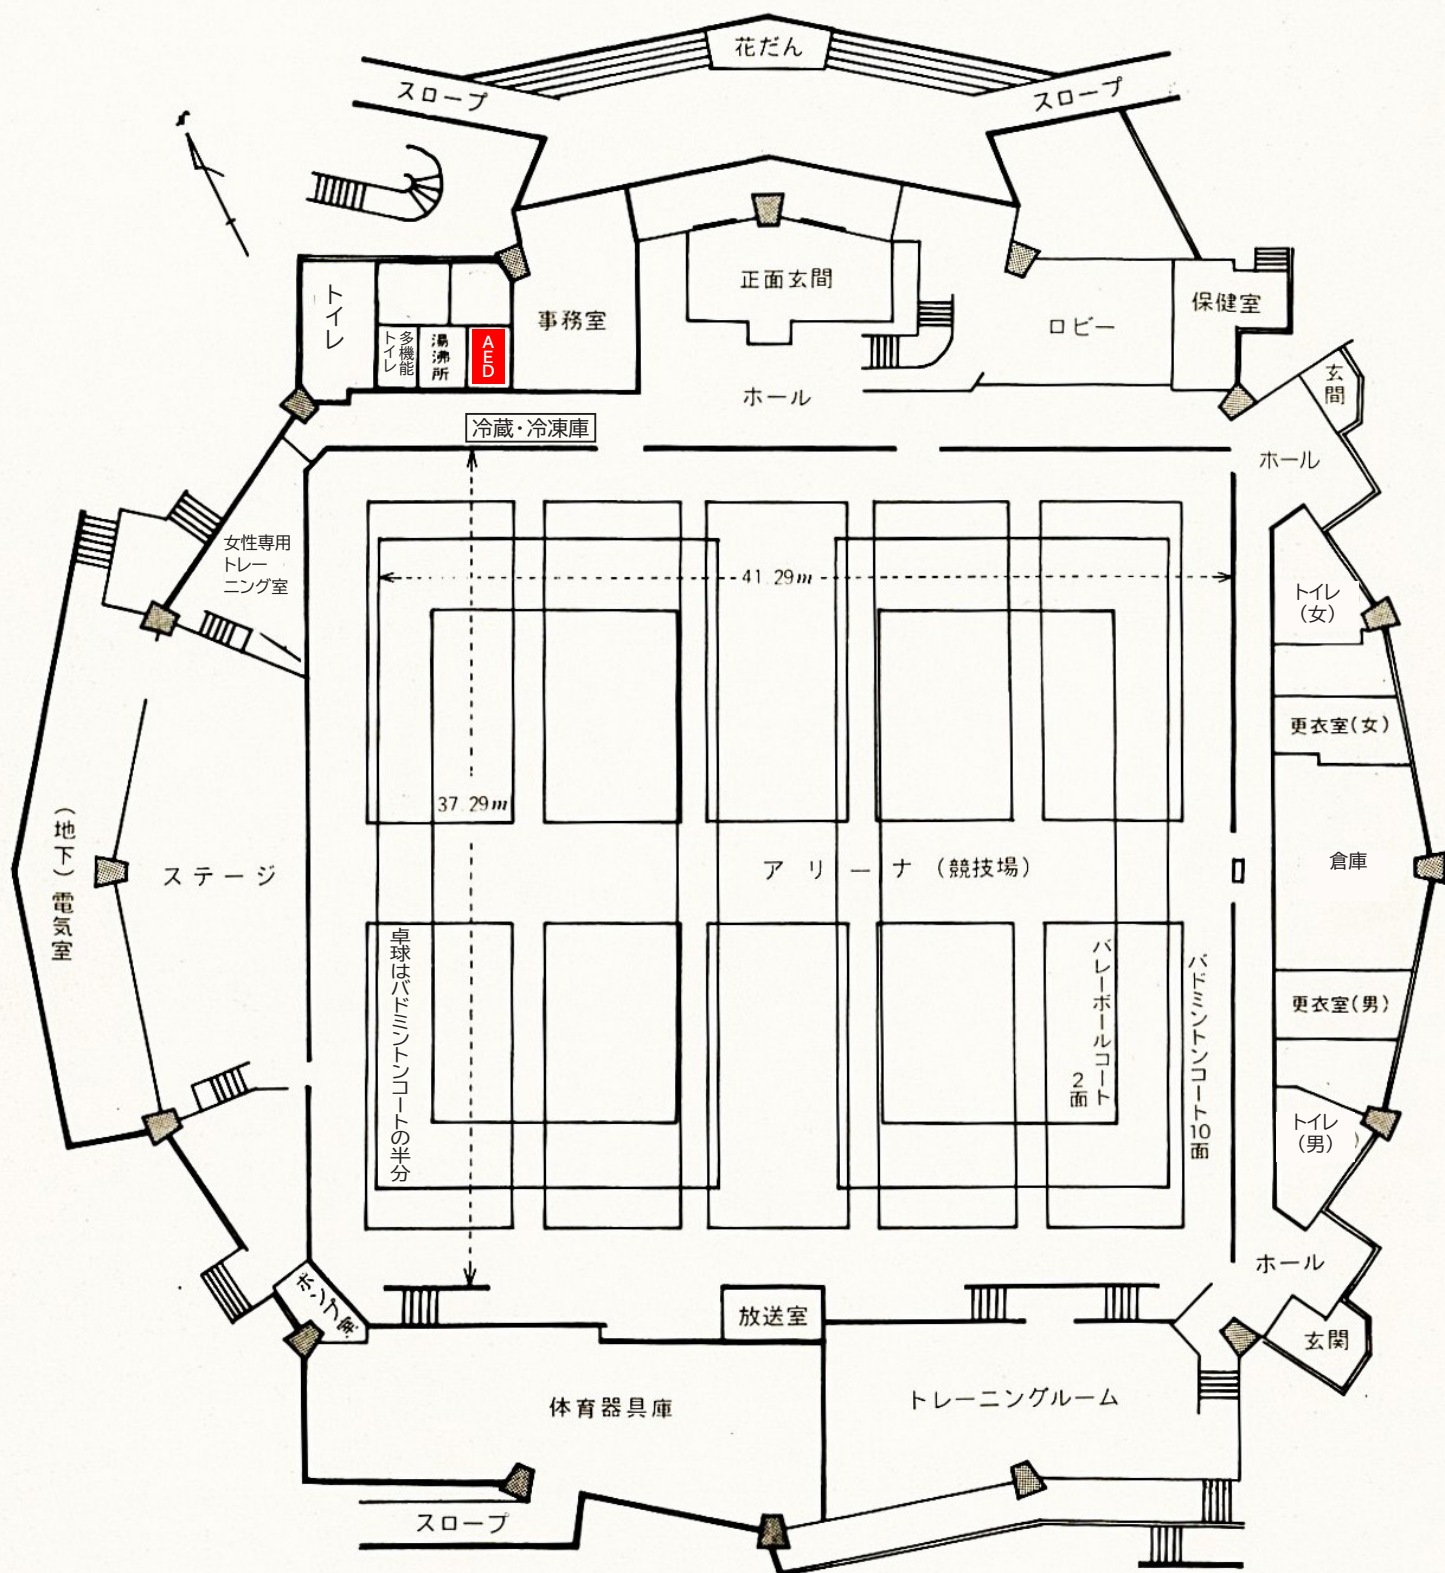 花だん
スロープ
スロープ
トイレ
多機能
トイレ
湯沸所
AED
事務室
正面玄関
ロビー
保健室
玄関
ホール
冷蔵・冷凍庫
ホール
女性専用
トレー
ニング室
41.29m
トイレ
(女)
更衣室(女)
37.29m
(地下)電気室
ステージ
アリーナ(競技場)
倉庫
卓球はバドミントンコートの半分
バレーボールコート
2面
バドミントンコート10面
更衣室(男)
トイレ
(男)
ホール
ポンプ室
放送室
玄関
体育器具庫
トレーニングルーム
スロープ